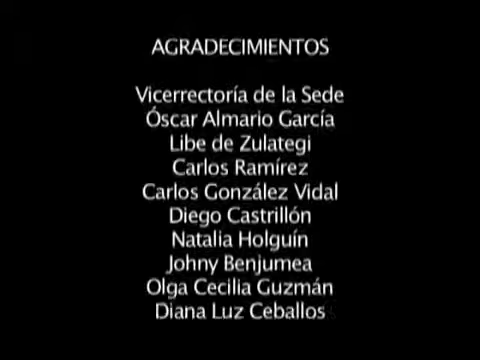 AGRADECIMIENTOS
Vicerrectoría de la Sede
Óscar Almario García
Libe de Zulategi
Carlos Ramírez
Carlos González Vidal
Diego Castrillón
Natalia Holguín
Johny Benjumea
Olga Cecilia Guzmán
Diana Luz Ceballos